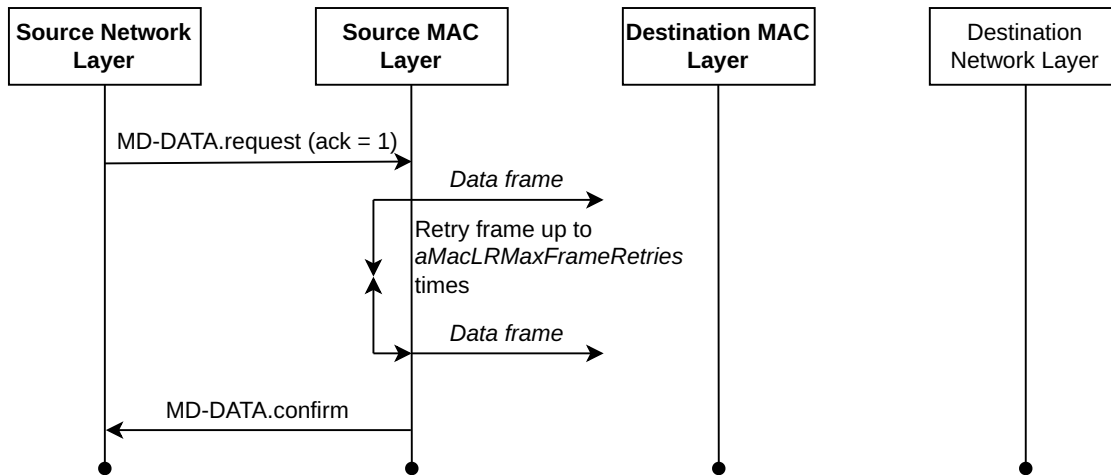 Source Network
Layer
Source MAC
Layer
Destination MAC
Layer
Destination
Network Layer
MD-DATA.request (ack = 1)
Data frame
Retry frame up to
aMacLRMaxFrameRetries
times
Data frame
MD-DATA.confirm